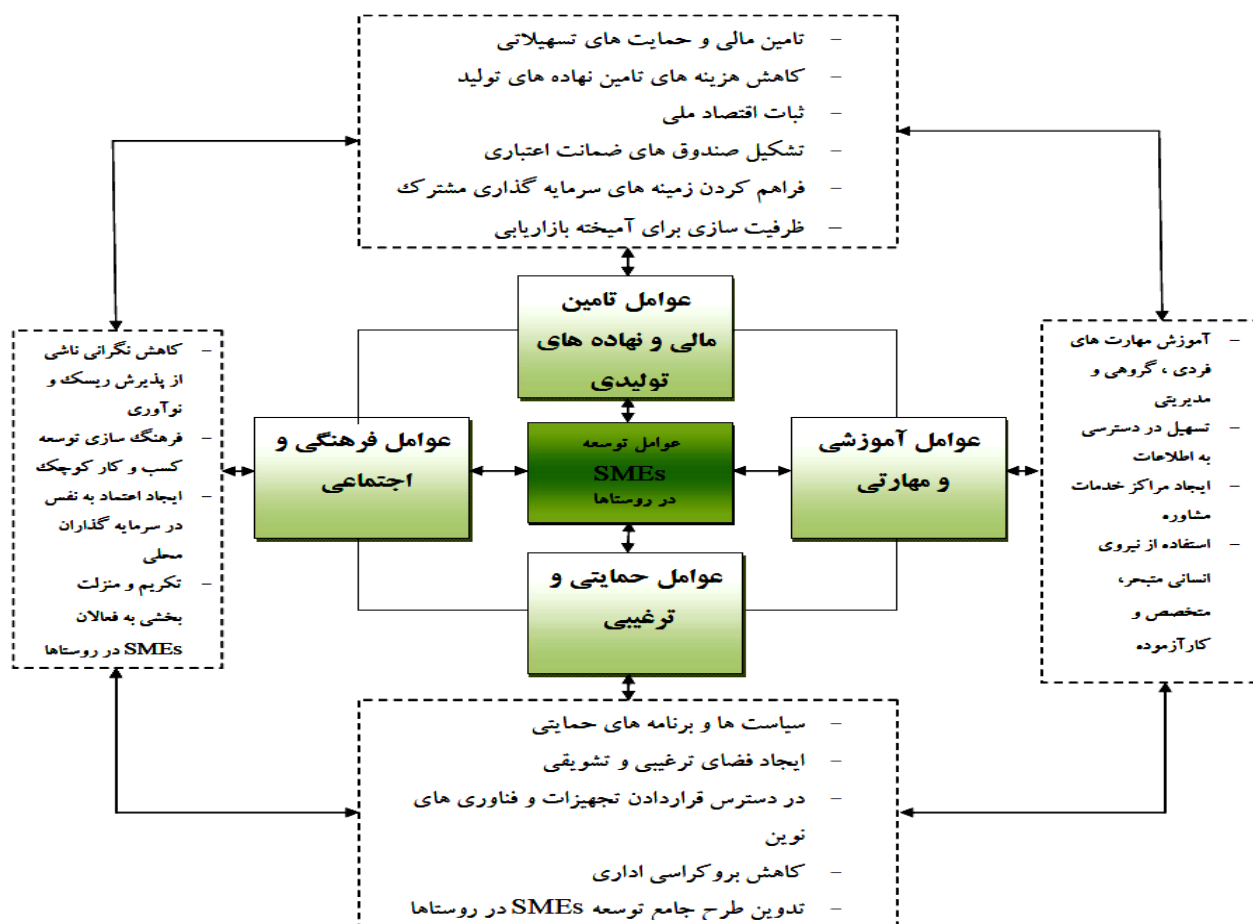 – تامین مالی و حمایت های تسهیلاتی
– کاهش هزینه های تامین نهاده های تولید
– ثبات اقتصاد ملی
– تشکیل صندوق های ضمانت اعتباری
– فراهم کردن زمینه های سرمایه گذاری مشترک
– ظرفیت سازی برای آمیخته بازاریابی
عوامل تامین
مالی و نهاده های
تولیدی
– آموزش مهارت های
فردی ، گروهی و
مدیریتی
– تسهیل در دسترسی
به اطلاعات
– ایجاد مراکز خدمات
مشاوره
– استفاده از نیروی
انسانی متبحر،
متخصص و
کارآزموده
عوامل آموزشی
و مهارتی
عوامل توسعه
SMEs
در روستاها
عوامل فرهنگی و
اجتماعی
– کاهش نگرانی ناشی
از پذیرش ریسک و
نوآوری
– فرهنگ سازی توسعه
کسب و کار کوچک
– ایجاد اعتماد به نفس
در سرمایه گذاران
محلی
– تکریم و منزلت
بخشی به فعالان
SMEs در روستاها
عوامل حمایتی و
ترغیبی
– سیاست ها و برنامه های حمایتی
– ایجاد فضای ترغیبی و تشویقی
– در دسترس قراردادن تجهیزات و فناوری های
نوین
– کاهش بروکراسی اداری
– تدوین طرح جامع توسعه SMEs در روستاها